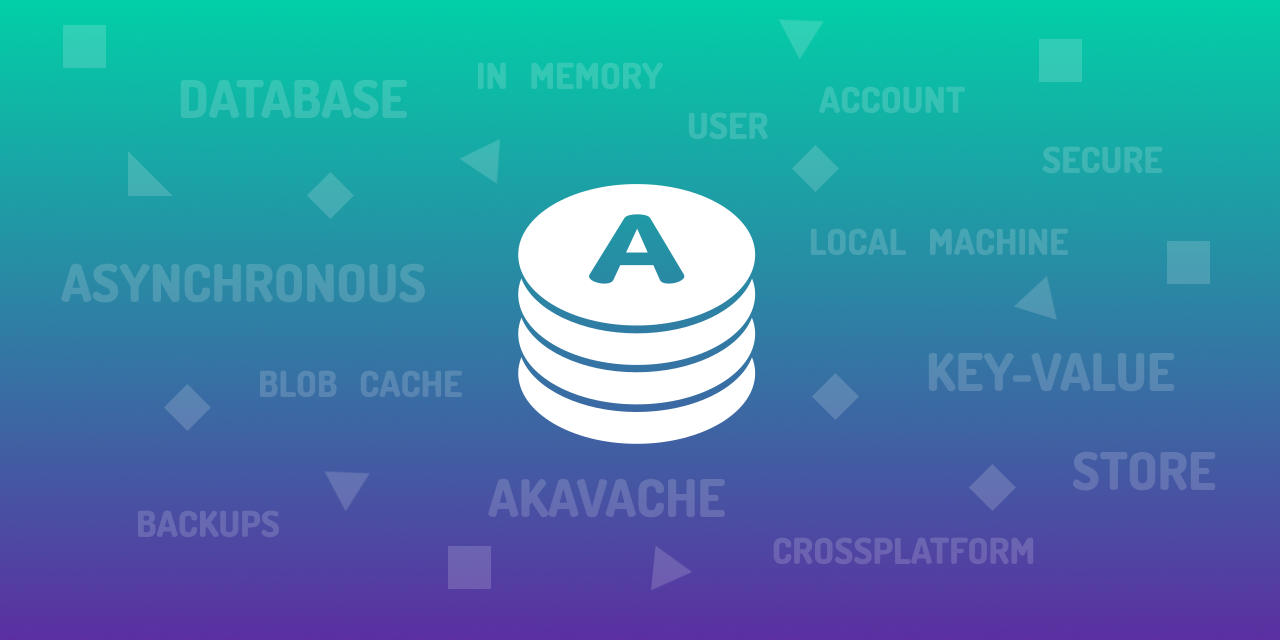 IN MEMORY
DATABASE
ACCOUNT
USER
SECURE
A
LOCAL MACHINE
ASYNCHRONOUS
KEY-VALUE
BLOB CACHE
STORE
AKAVACHE
BACKUPS
CROSSPLATFORM